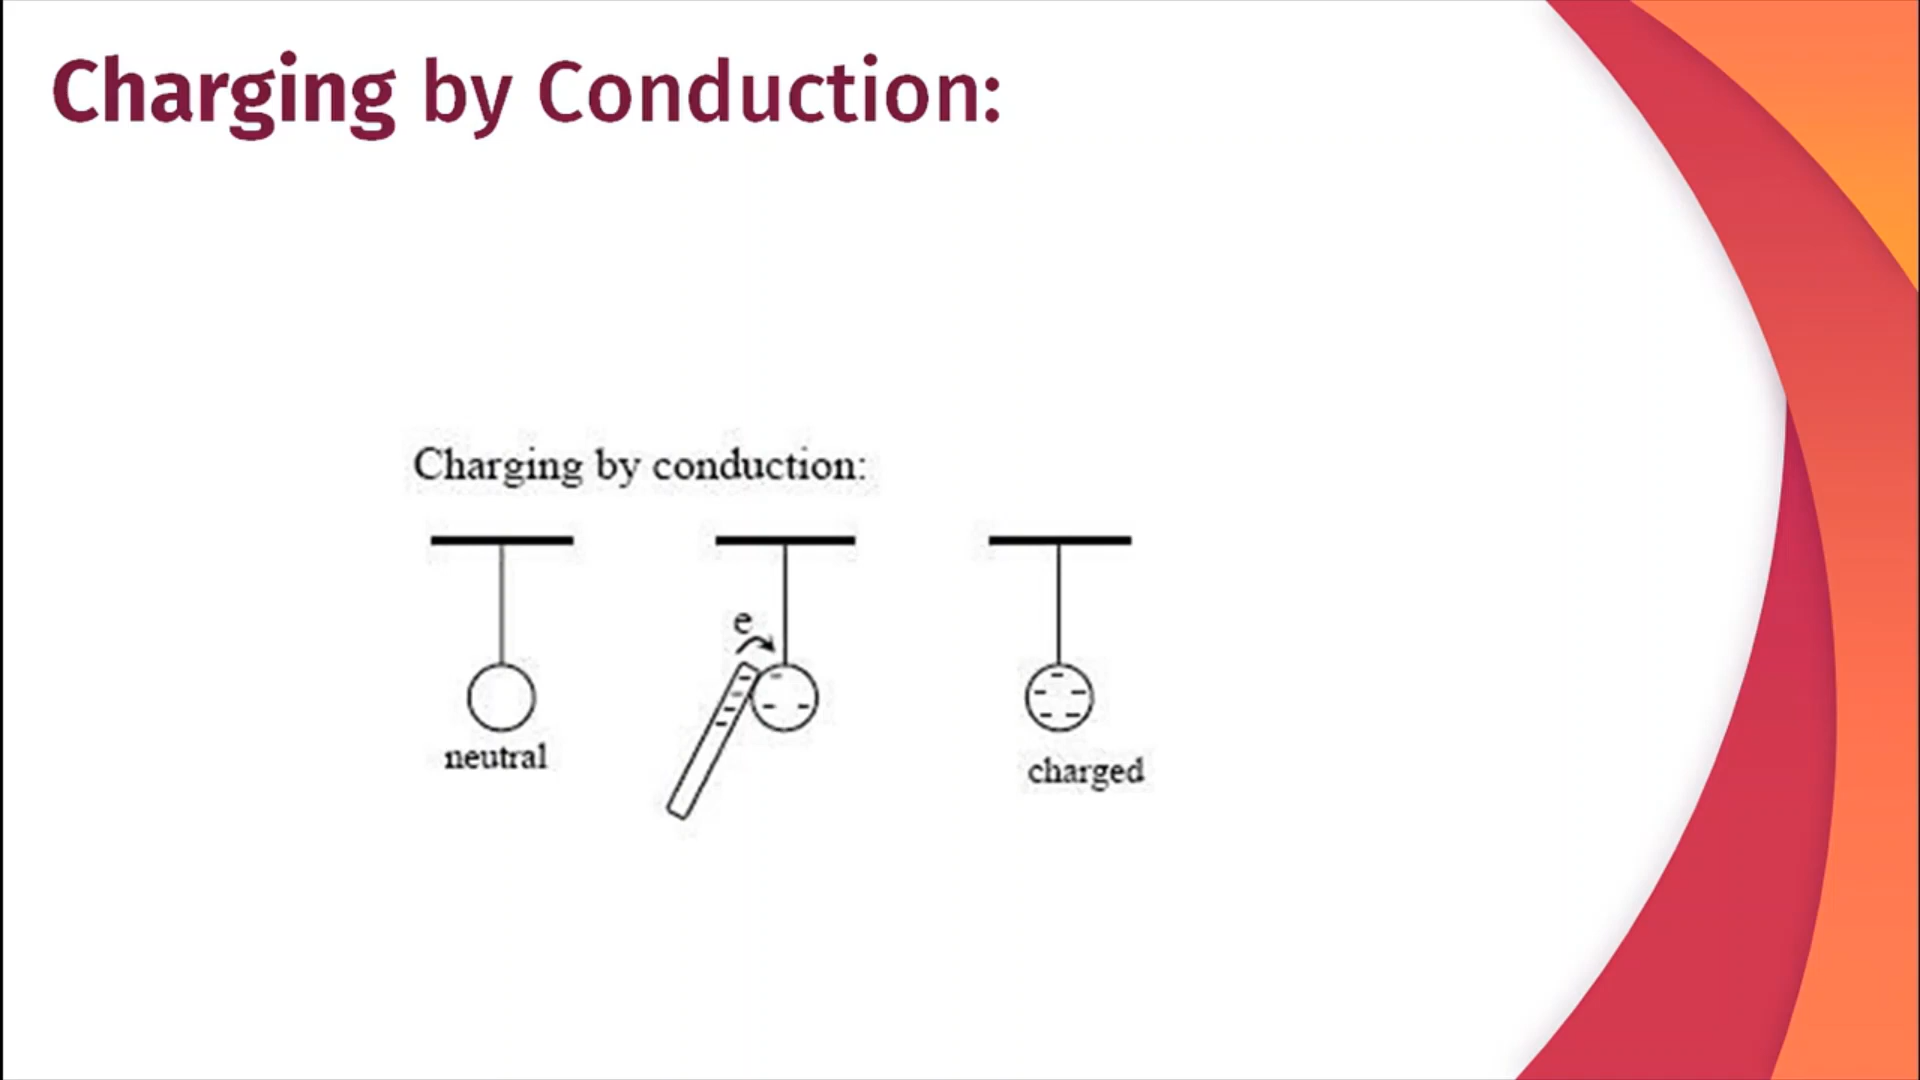 Charging by Conduction:
Charging by conduction:
e
neutral
charged